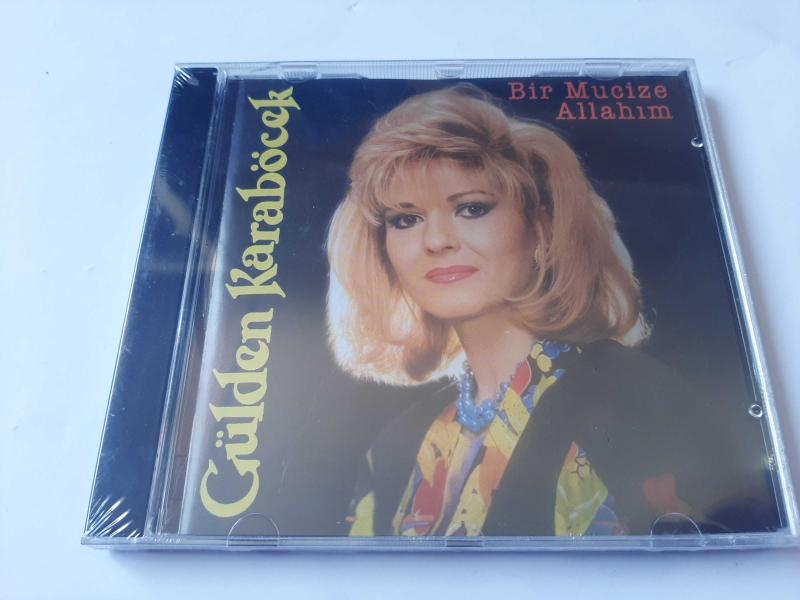 Gülden Karaböcek
Bir Mucize
Allahım